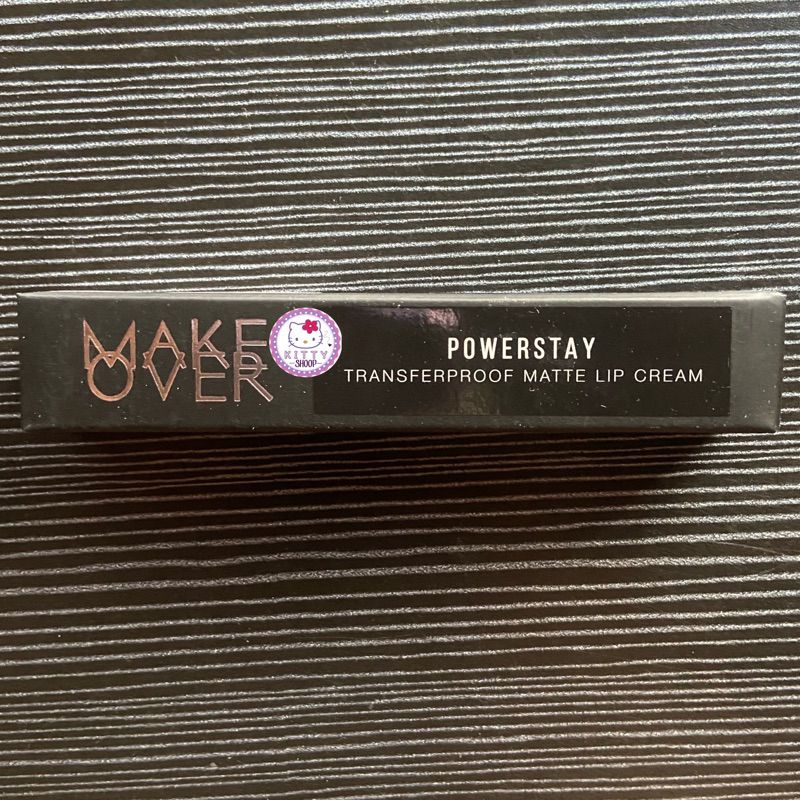 MAKE
OVER
KITTY
SHOOP
POWERSTAY
TRANSFERPROOF MATTE LIP CREAM